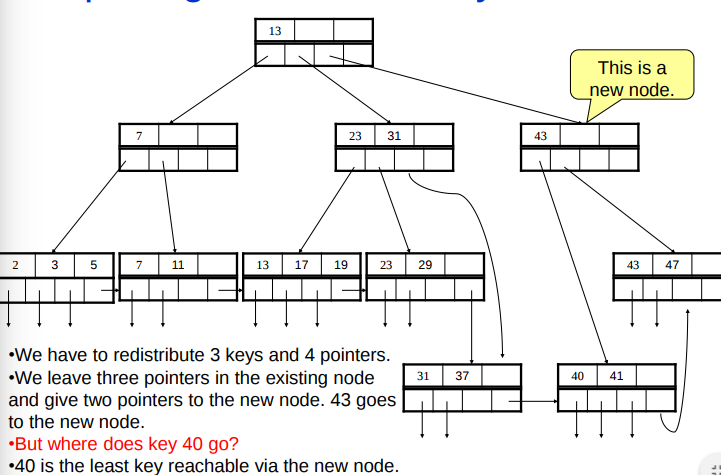 13
This is a
new node.
7
23 31
43
2 3 5
7 11
13 17 19
23 29
43 47
31 37
40 41
•We have to redistribute 3 keys and 4 pointers.
•We leave three pointers in the existing node
and give two pointers to the new node. 43 goes
to the new node.
•But where does key 40 go?
•40 is the least key reachable via the new node.